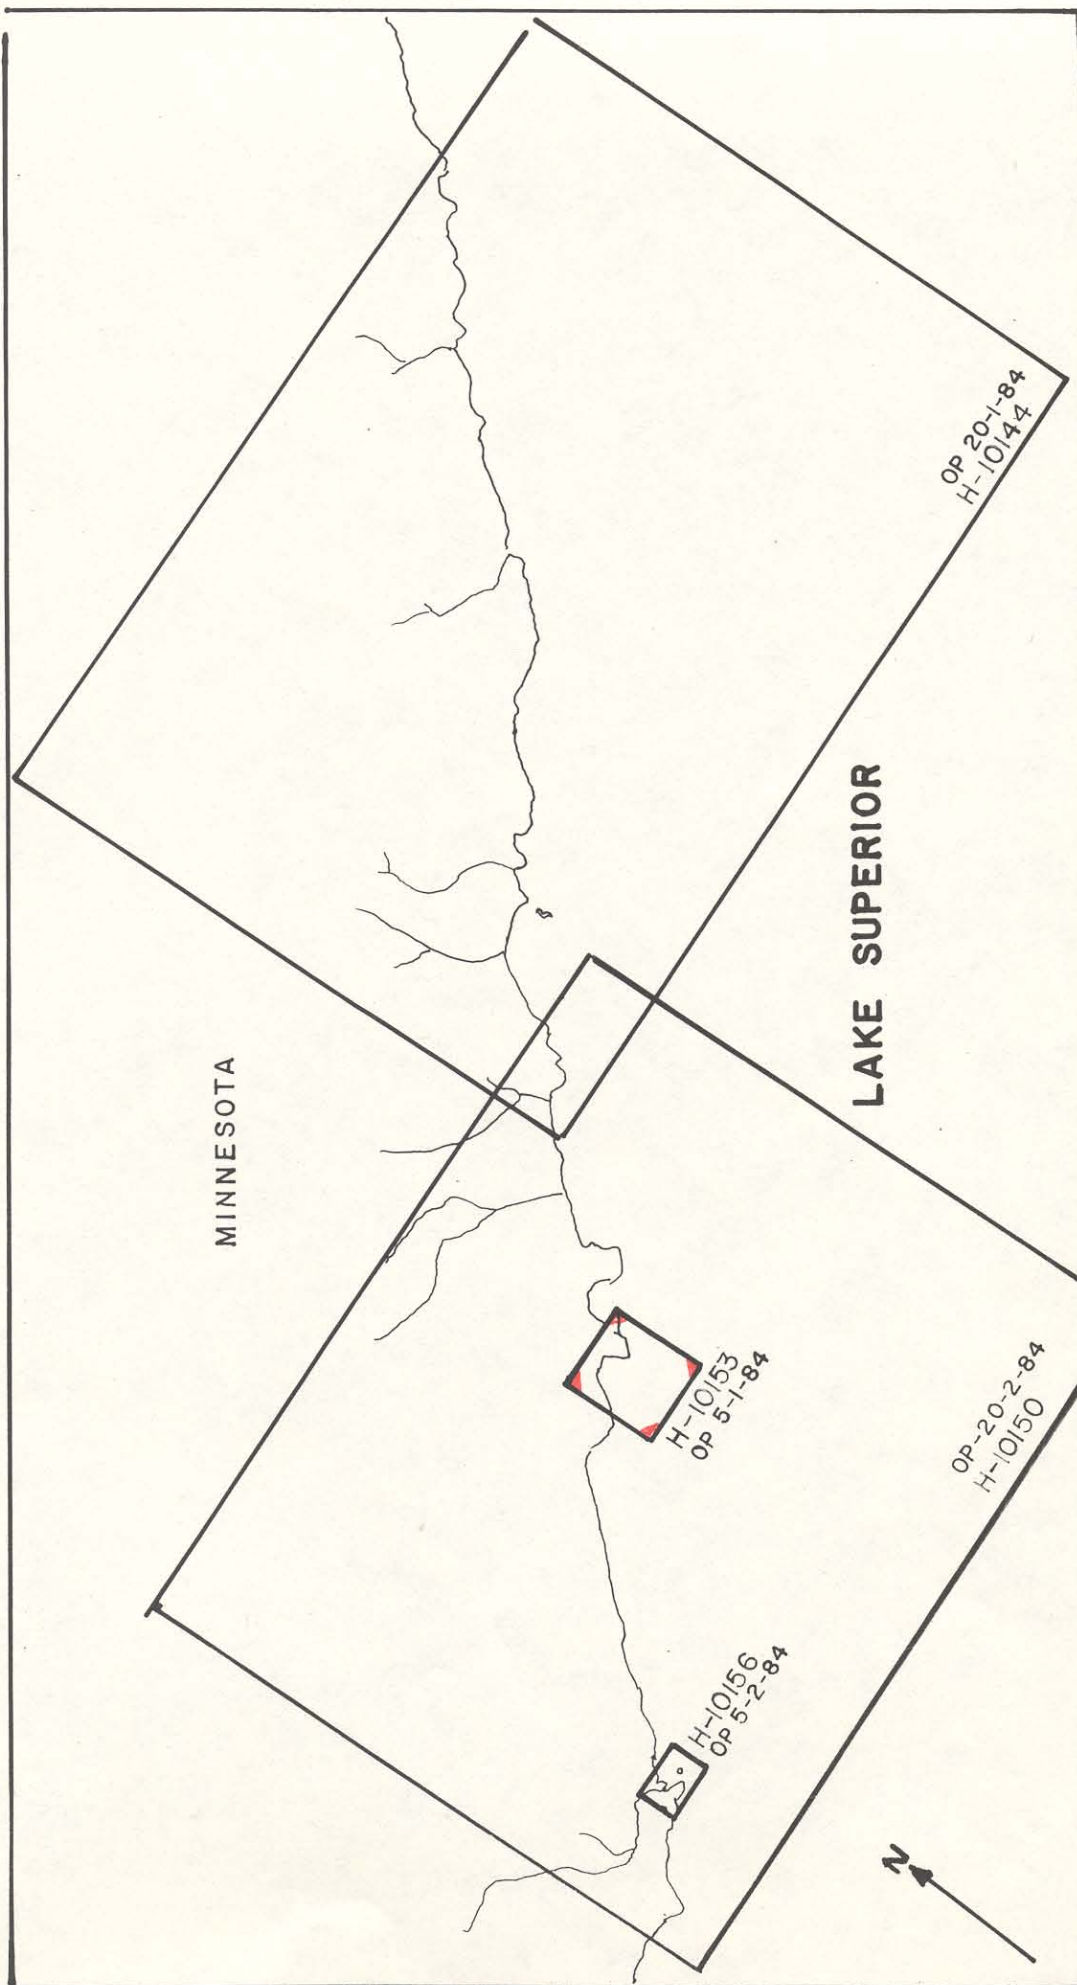 OP 20-1-84
H-10144
LAKE SUPERIOR
MINNESOTA
H-10153
OP 5-1-84
OP-20-2-84
H-10150
H-10156
OP 5-2-84
N